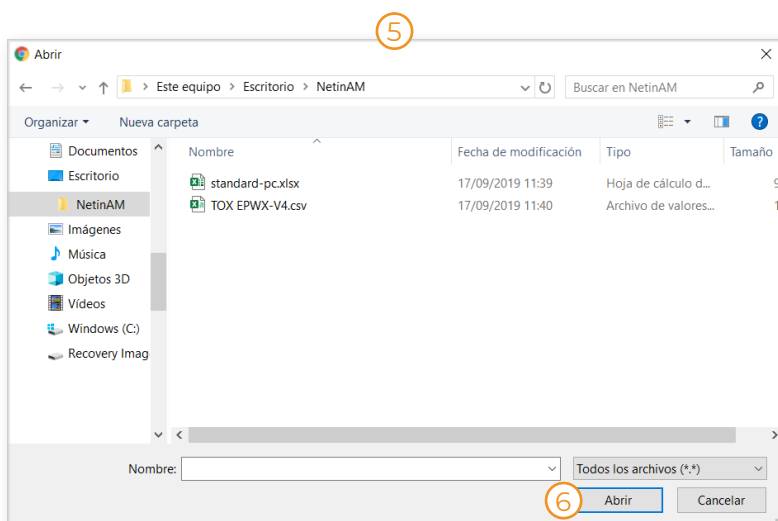 5
Abrir
Este equipo > Escritorio > NetinAM
Buscar en NetinAM
Organizar
Nueva carpeta
Nombre
Fecha de modificación
Tipo
Tamaño
Documentos
Escritorio
NetinAM
Imágenes
Música
Objetos 3D
Vídeos
Windows (C:)
Recovery Imag
standard-pc.xlsx
17/09/2019 11:39
Hoja de cálculo d...
9
TOX EPWX-V4.csv
17/09/2019 11:40
Archivo de valores...
1
Nombre:
Todos los archivos (*.*)
6
Abrir
Cancelar